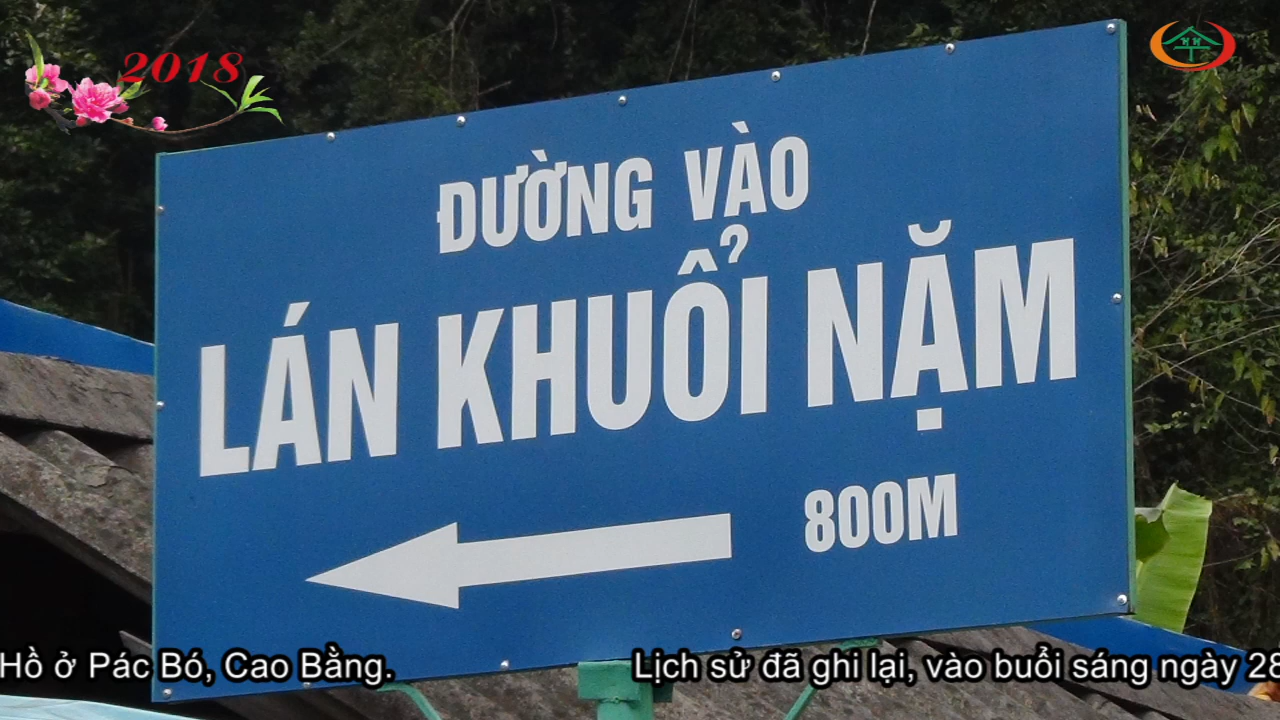 2018
ĐƯỜNG VÀO
LÁN KHUỔI NẶM
800M
Hồ ở Pác Bó, Cao Bằng. Lịch sử đã ghi lại, vào buổi sáng ngày 28